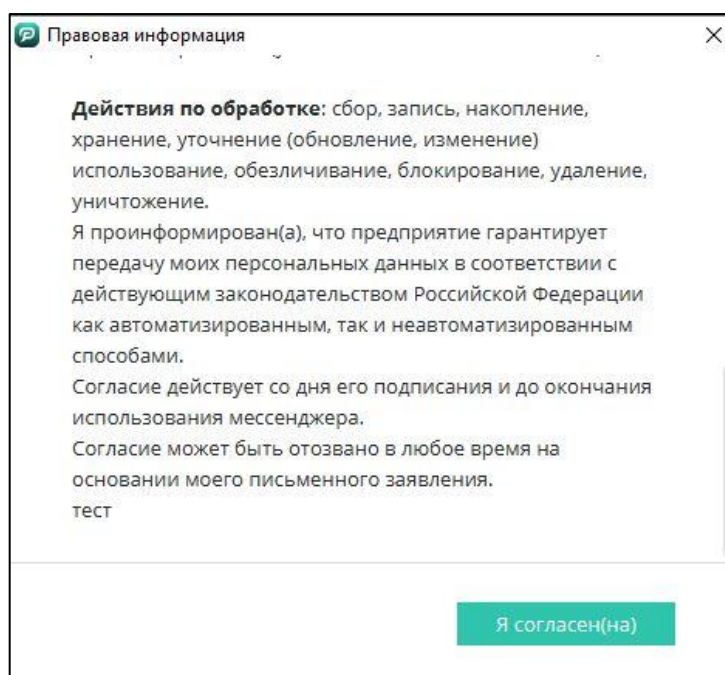 Правовая информация
Действия по обработке: сбор, запись, накопление,
хранение, уточнение (обновление, изменение)
использование, обезличивание, блокирование, удаление,
уничтожение.
Я проинформирован(а), что предприятие гарантирует
передачу моих персональных данных в соответствии с
действующим законодательством Российской Федерации
как автоматизированным, так и неавтоматизированным
способами.
Согласие действует со дня его подписания и до окончания
использования мессенджера.
Согласие может быть отозвано в любое время на
основании моего письменного заявления.
тест
Я согласен(на)